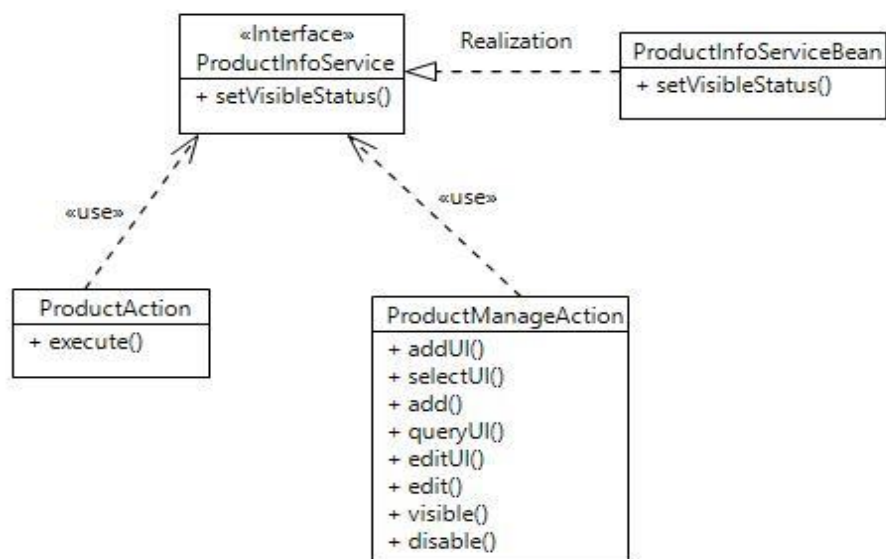 «Interface»
ProductInfoService
+ setVisibleStatus()
Realization
ProductInfoServiceBean
+ setVisibleStatus()
«use»
«use»
ProductAction
+ execute()
ProductManageAction
+ addUI()
+ selectUI()
+ add()
+ queryUI()
+ editUI()
+ edit()
+ visible()
+ disable()